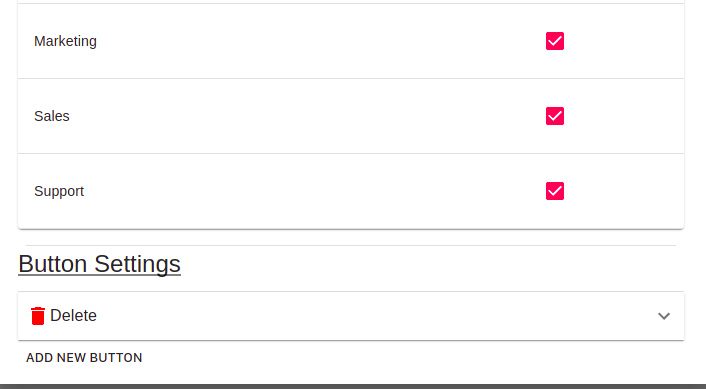 Marketing
Sales
Support
Button Settings
Delete
ADD NEW BUTTON